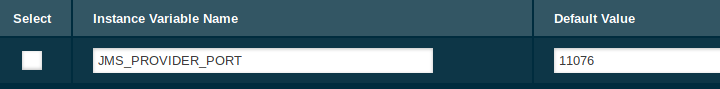 Select Instance Variable Name Default Value
JMS_PROVIDER_PORT 11076